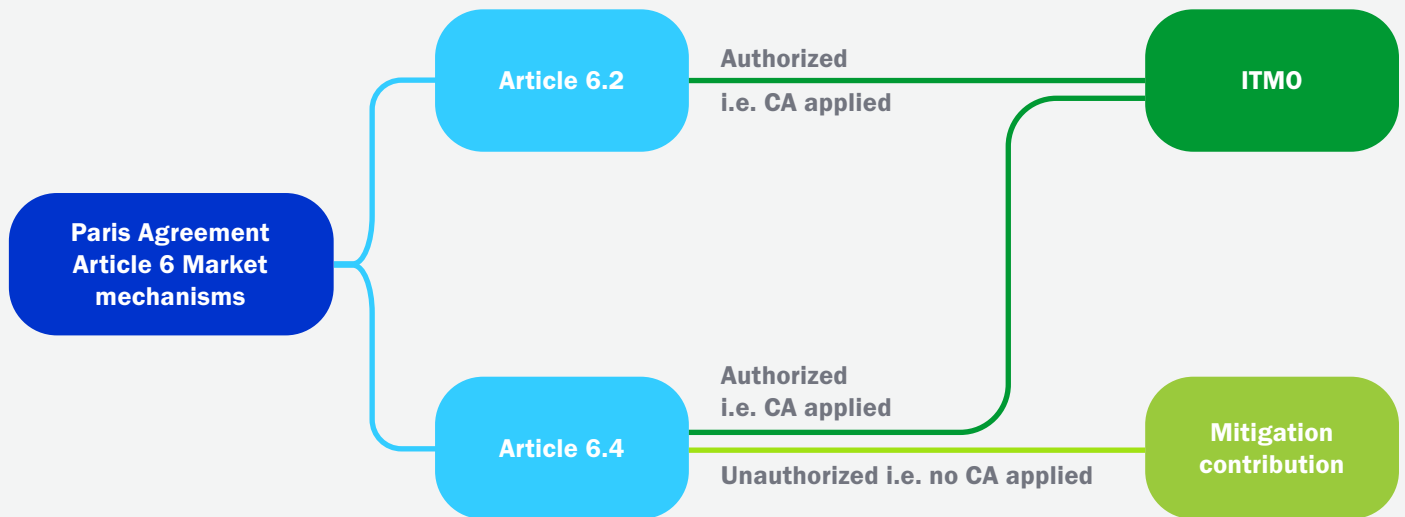 Paris Agreement
Article 6 Market
mechanisms
Article 6.2
Authorized
i.e. CA applied
ITMO
Article 6.4
Authorized
i.e. CA applied
Unauthorized i.e. no CA applied
Mitigation
contribution